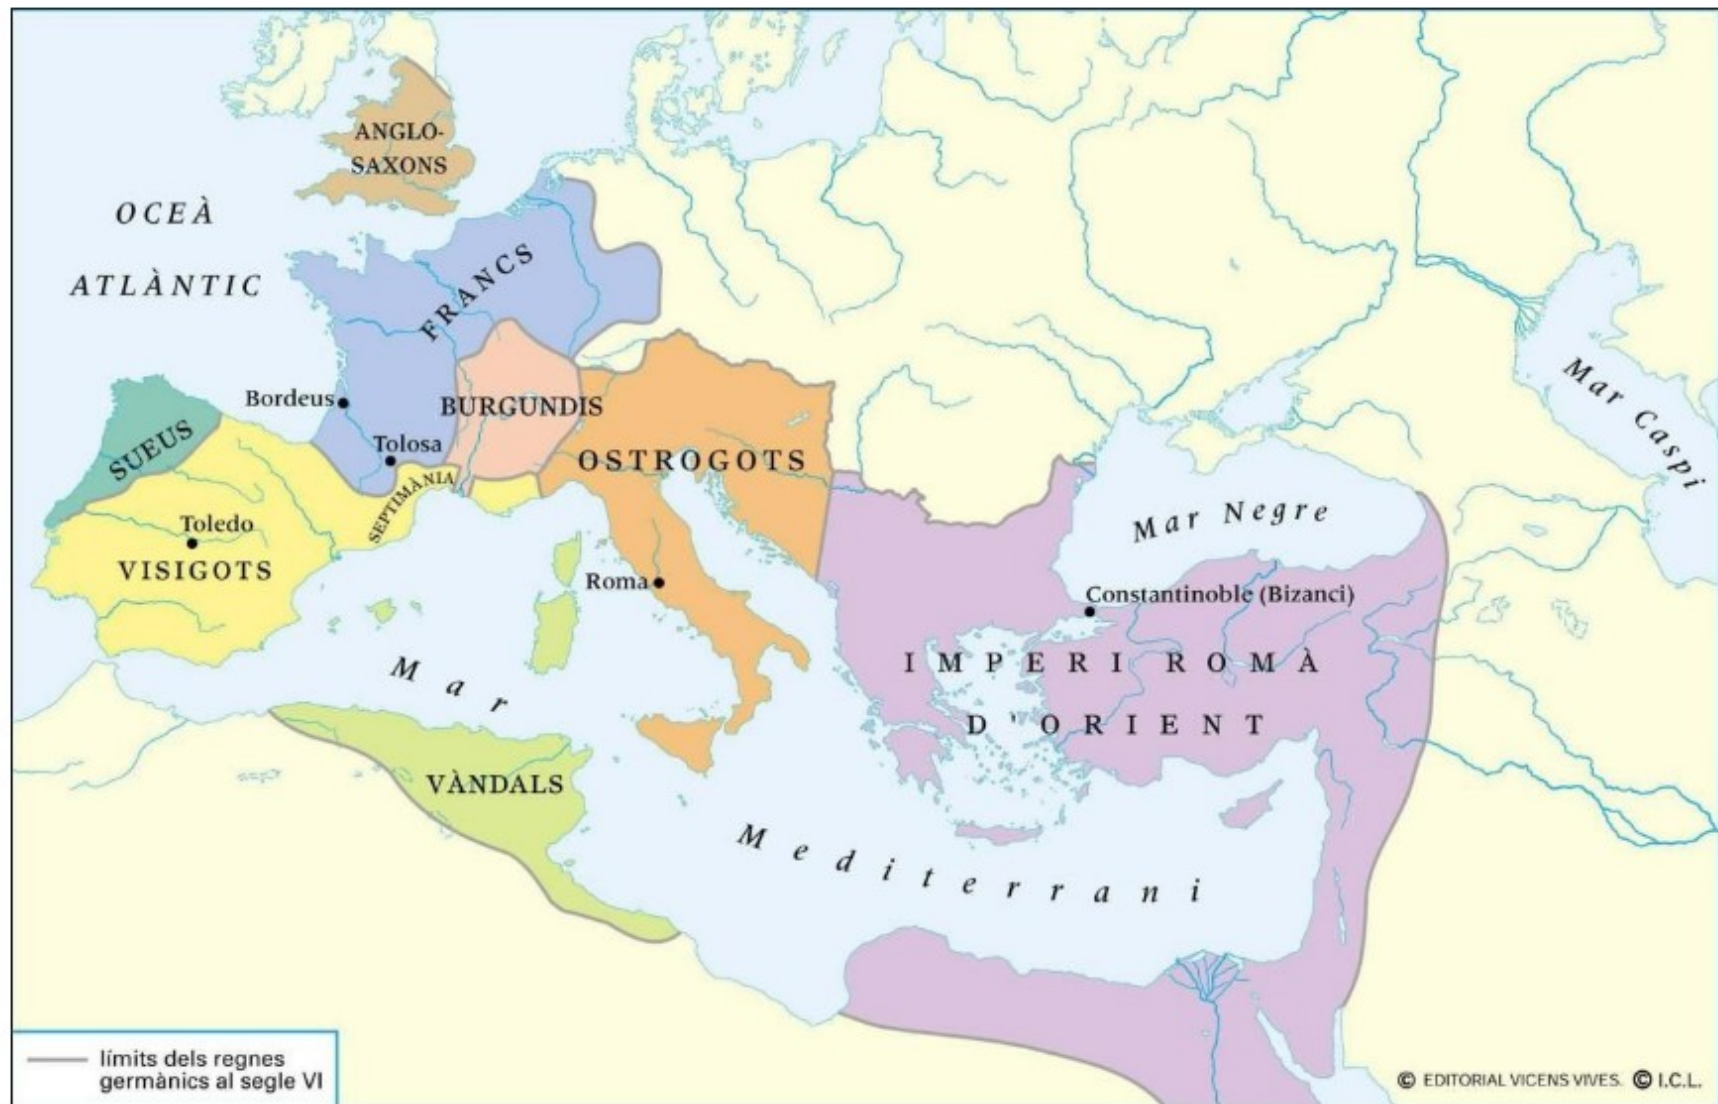 ANGLO-
SAXONS
OCEÀ
ATLÀNTIC
FRANCS
Bordeus
BURGUNDIS
Tolosa
SUEUS
OSTROGOTS
SEPTIMÀNIA
Toledo
VISIGOTS
Roma
Mar Caspi
Mar Negre
Constantinoble (Bizanci)
IMPERI ROMÀ
D'ORIENT
Mar
Mediterrani
VÀNDALS
límits dels regnes
germànics al segle VI
© EDITORIAL VICENS VIVES. © I.C.L.